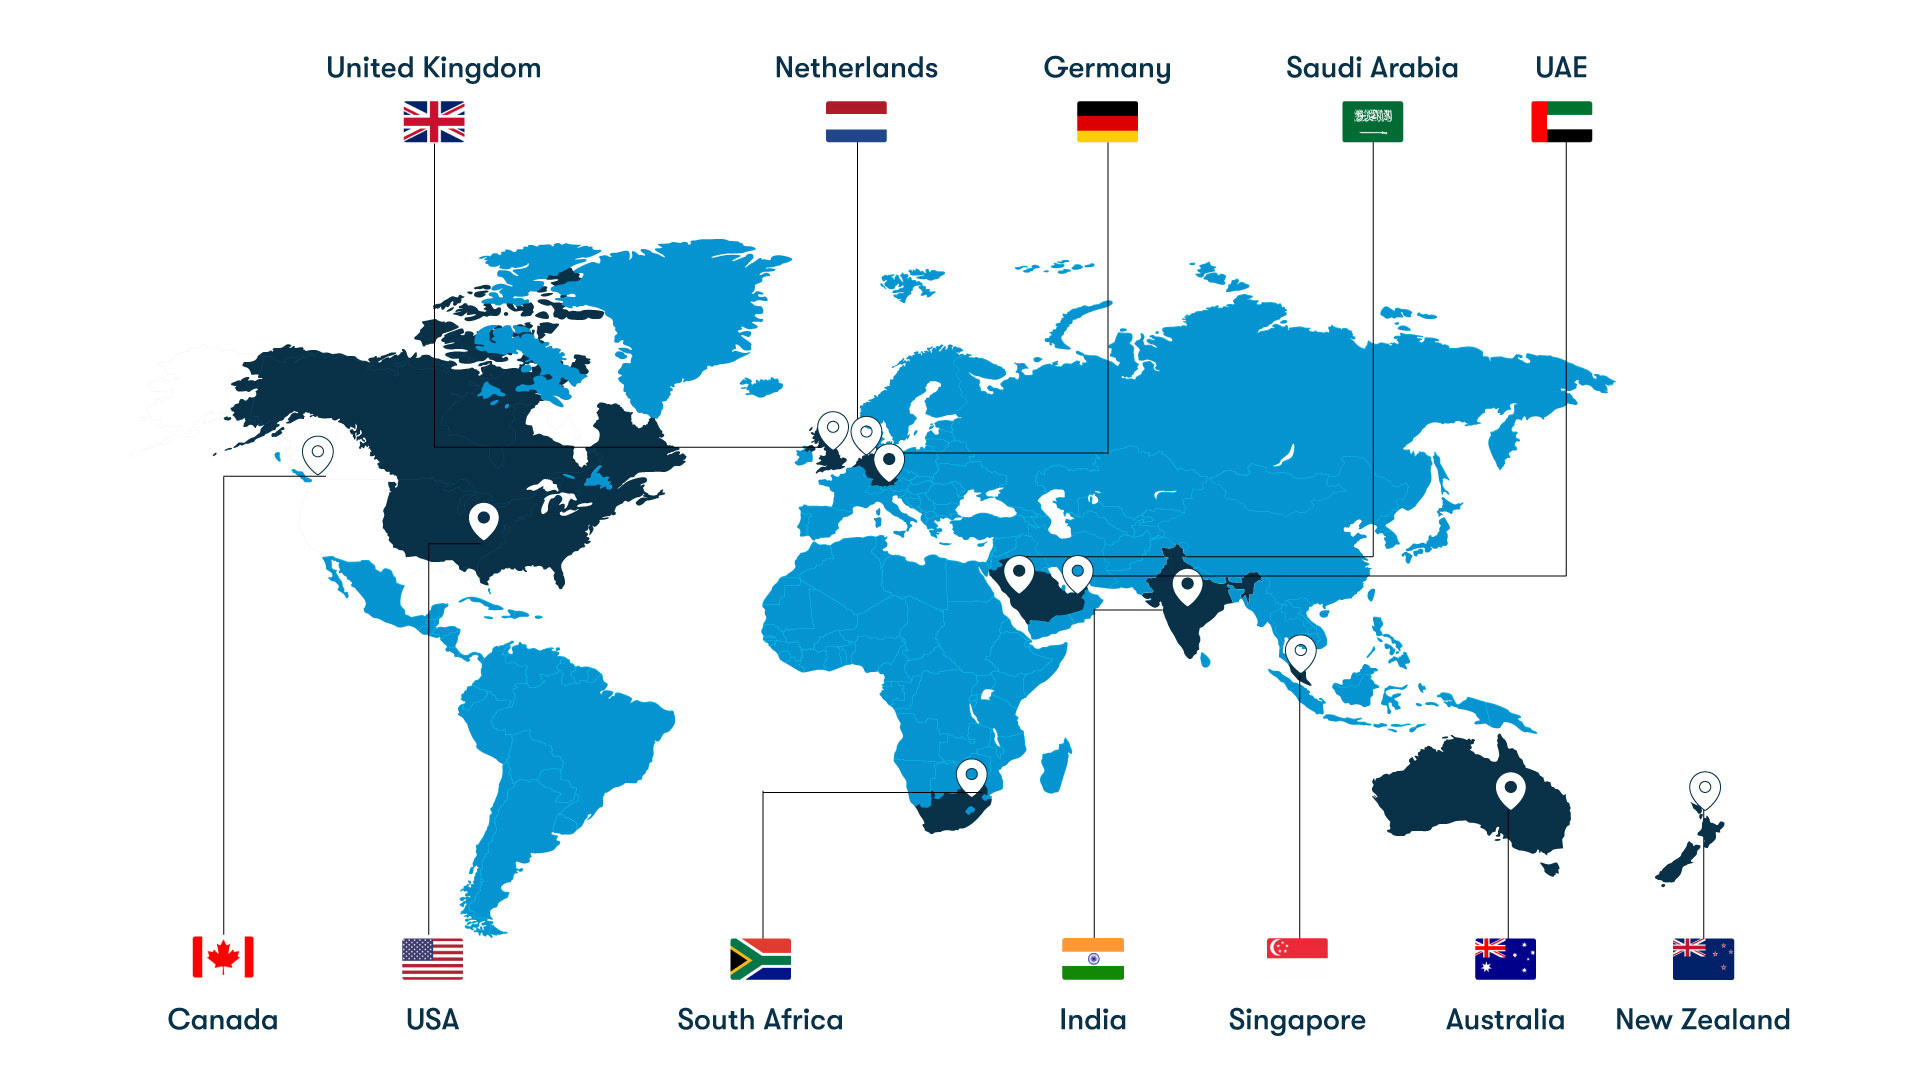 United Kingdom
Netherlands
Germany
Saudi Arabia
UAE
Canada
USA
South Africa
India
Singapore
Australia
New Zealand